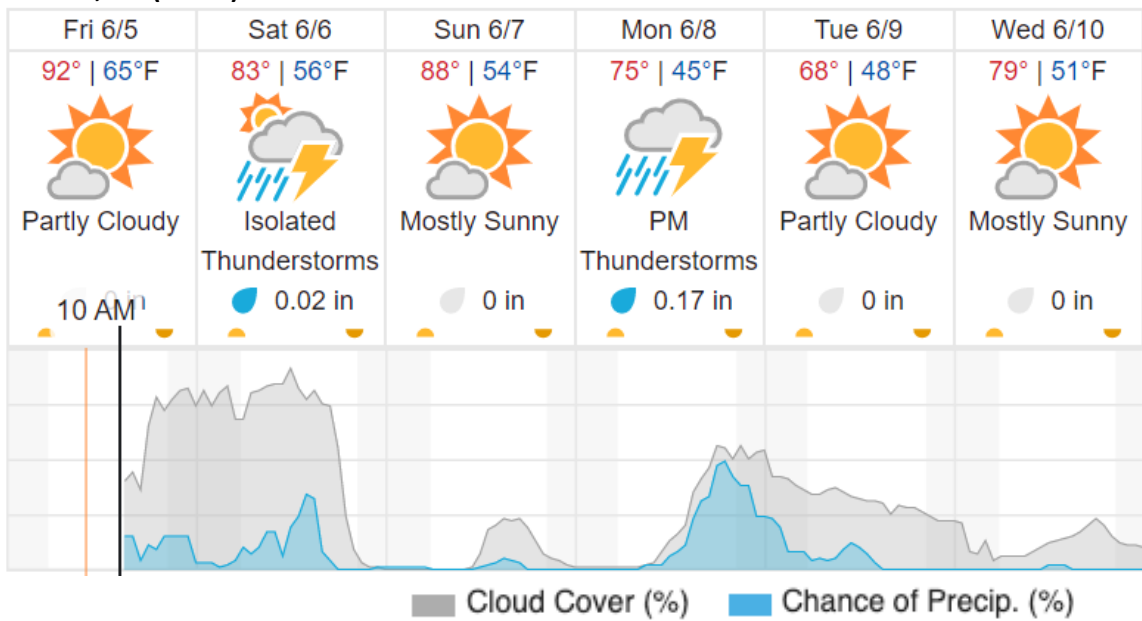 Fri 6/5 Sat 6/6 Sun 6/7 Mon 6/8 Tue 6/9 Wed 6/10
92° | 65°F 83° | 56°F 88° | 54°F 75° | 45°F 68° | 48°F 79° | 51°F
Partly Cloudy Isolated Mostly Sunny PM Partly Cloudy Mostly Sunny
Thunderstorms Thunderstorms
0 in 0.02 in 0 in 0.17 in 0 in 0 in
10 AM
Cloud Cover (%) Chance of Precip. (%)